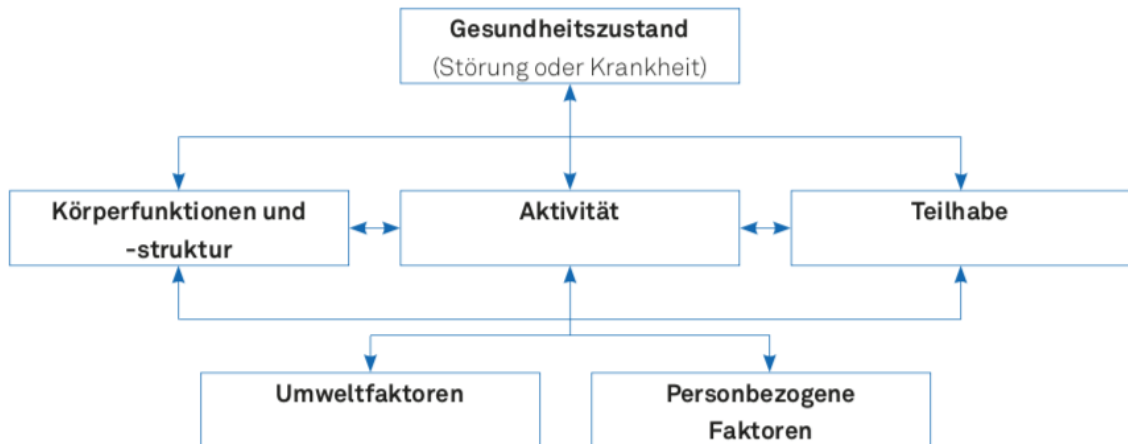 Gesundheitszustand
(Störung oder Krankheit)
Körperfunktionen und
-struktur
Aktivität
Teilhabe
Umweltfaktoren
Personbezogene
Faktoren